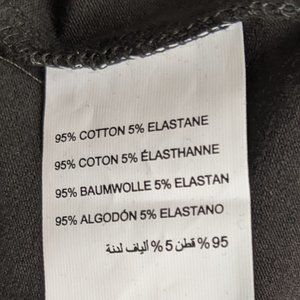 95% COTTON 5% ELASTANE
95% COTON 5% ÉLASTHANNE
95% BAUMWOLLE 5% ELASTAN
95% ALGODÓN 5% ELASTANO
95 % قطن 5 % ألياف لدنة